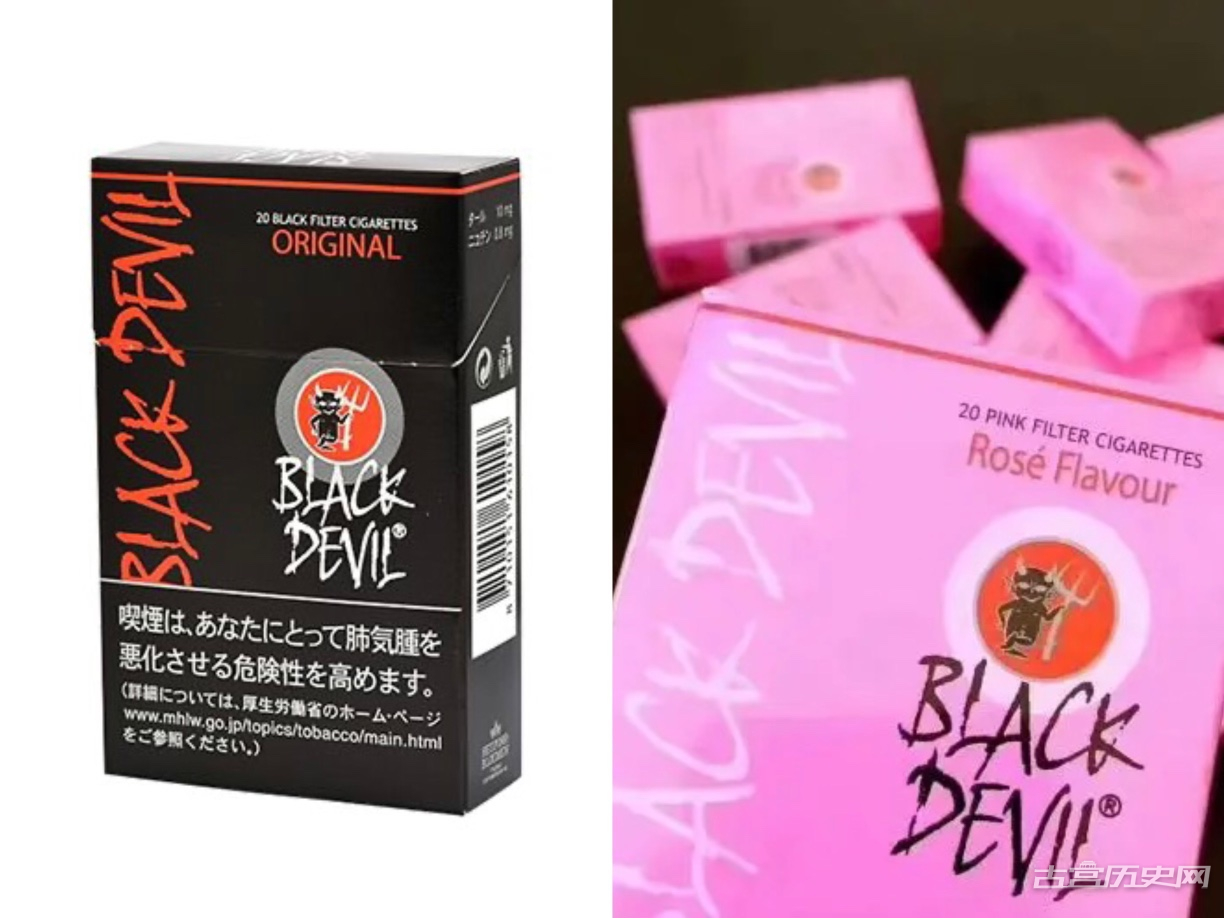 BLACK DEVIL
20 BLACK FILTER CIGARETTES
ORIGINAL
タール 10 mg
ニコチン 0.8 mg
BLACK
DEVIL®
喫煙は、あなたにとって肺気腫を
悪化させる危険性を高めます。
(詳細については、厚生労働省のホーム・ページ
www.mhlw.go.jp/topics/tobacco/main.html
をご参照ください。)
BLACK DEVIL
20 PINK FILTER CIGARETTES
Rosé Flavour
BLACK
DEVIL®
古宫历史网